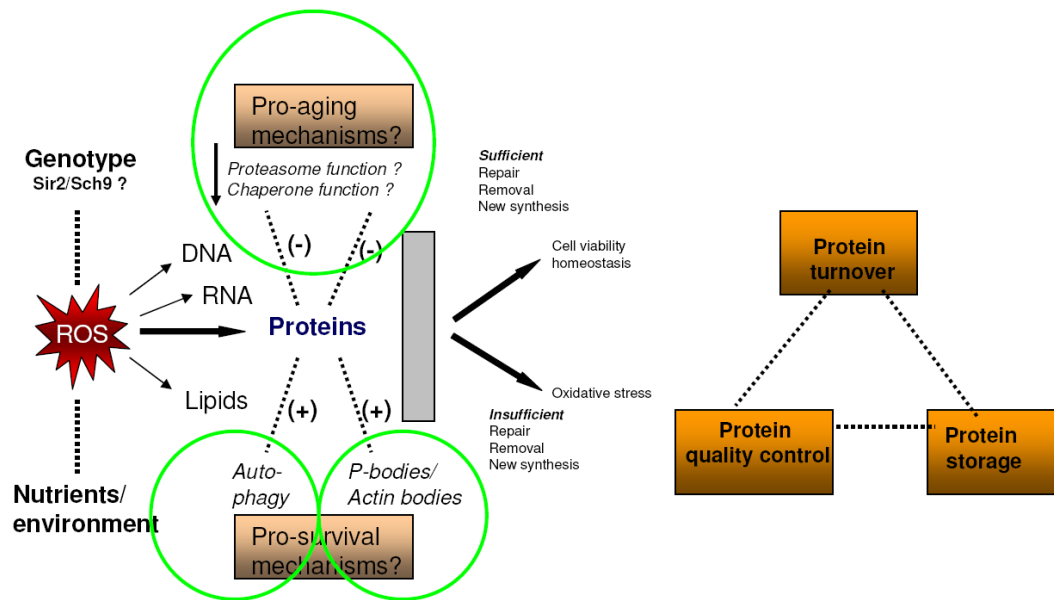 Pro-aging
mechanisms?
Proteasome function ?
Chaperone function ?
Genotype
Sir2/Sch9 ?
Sufficient
Repair
Removal
New synthesis
(-)
(-)
DNA
RNA
ROS
Proteins
Lipids
Cell viability
homeostasis
Oxidative stress
(+)
(+)
Insufficient
Repair
Removal
New synthesis
Auto-
phagy
P-bodies/
Actin bodies
Nutrients/
environment
Pro-survival
mechanisms?
Protein
turnover
Protein
quality control
Protein
storage